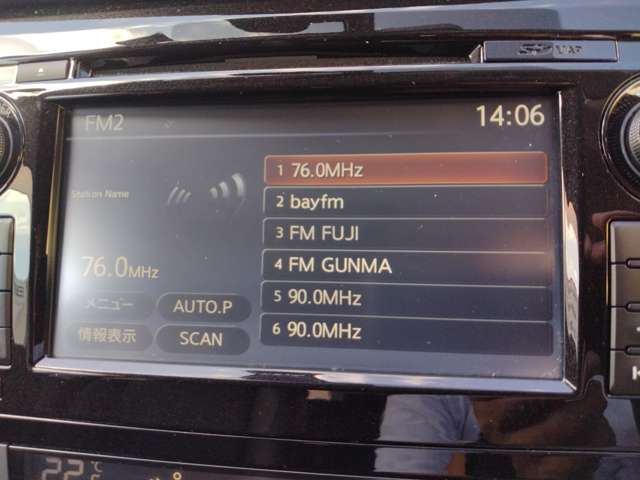 FM2
14:06
Station Name
76.0MHz
メニュー
AUTO.P
情報表示
SCAN
1 76.0MHz
2 bayfm
3 FM FUJI
4 FM GUNMA
5 90.0MHz
6 90.0MHz
22℃